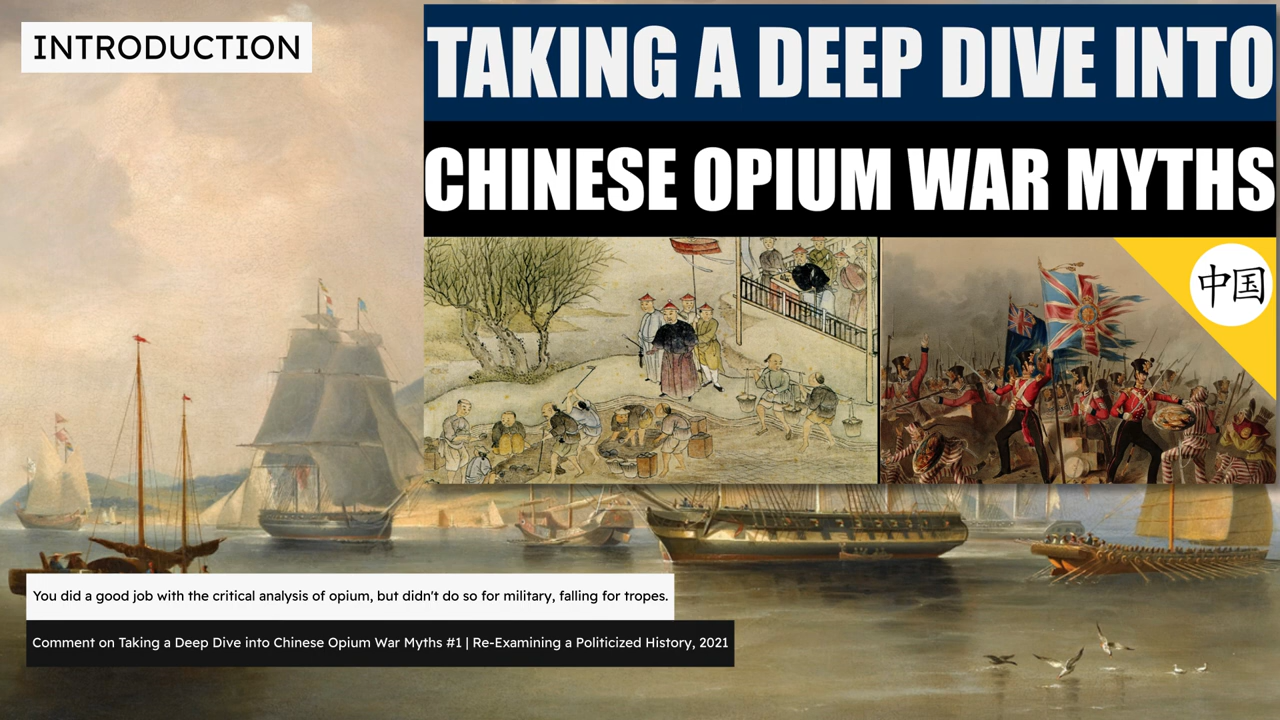 INTRODUCTION
TAKING A DEEP DIVE INTO
CHINESE OPIUM WAR MYTHS
中国
You did a good job with the critical analysis of opium, but didn't do so for military, falling for tropes.
Comment on Taking a Deep Dive into Chinese Opium War Myths #1 | Re-Examining a Politicized History, 2021